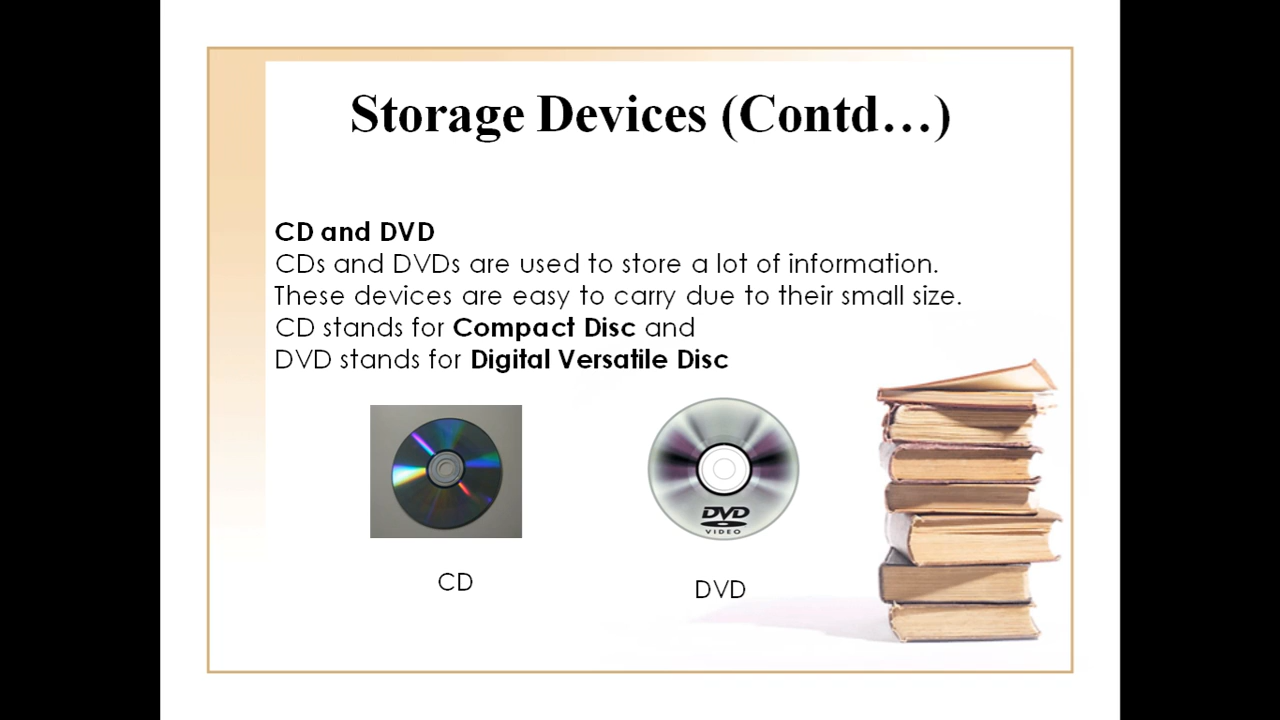 Storage Devices (Contd…)
CD and DVD
CDs and DVDs are used to store a lot of information.
These devices are easy to carry due to their small size.
CD stands for Compact Disc and
DVD stands for Digital Versatile Disc
DVD
VIDEO
CD
DVD